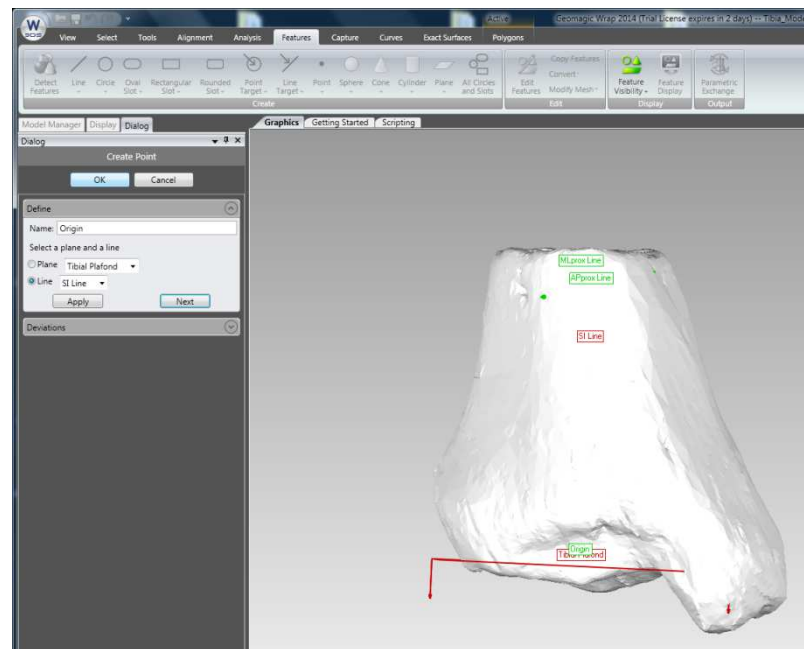 Active
Geomagic Wrap 2014 (Trial License expires in 2 days) -- Tibia_Mode
W
3DS
View Select Tools Alignment Analysis Features Capture Curves Exact Surfaces Polygons
Detect Features
Line
Circle
Oval Slot
Rectangular Slot
Rounded Slot
Point Target
Line Target
Point
Sphere
Cone
Cylinder
Plane
All Circles and Slots
Edit Features
Copy Features
Convert
Modify Mesh
Feature Visibility
Feature Display
Parametric Exchange
Create
Edit
Display
Output
Model Manager Display Dialog
Graphics Getting Started Scripting
Dialog
Create Point
OK Cancel
Define
Name: Origin
Select a plane and a line
Plane Tibial Plafond
Line SI Line
Apply Next
Deviations
MLprox Line
APprox Line
SI Line
Origin